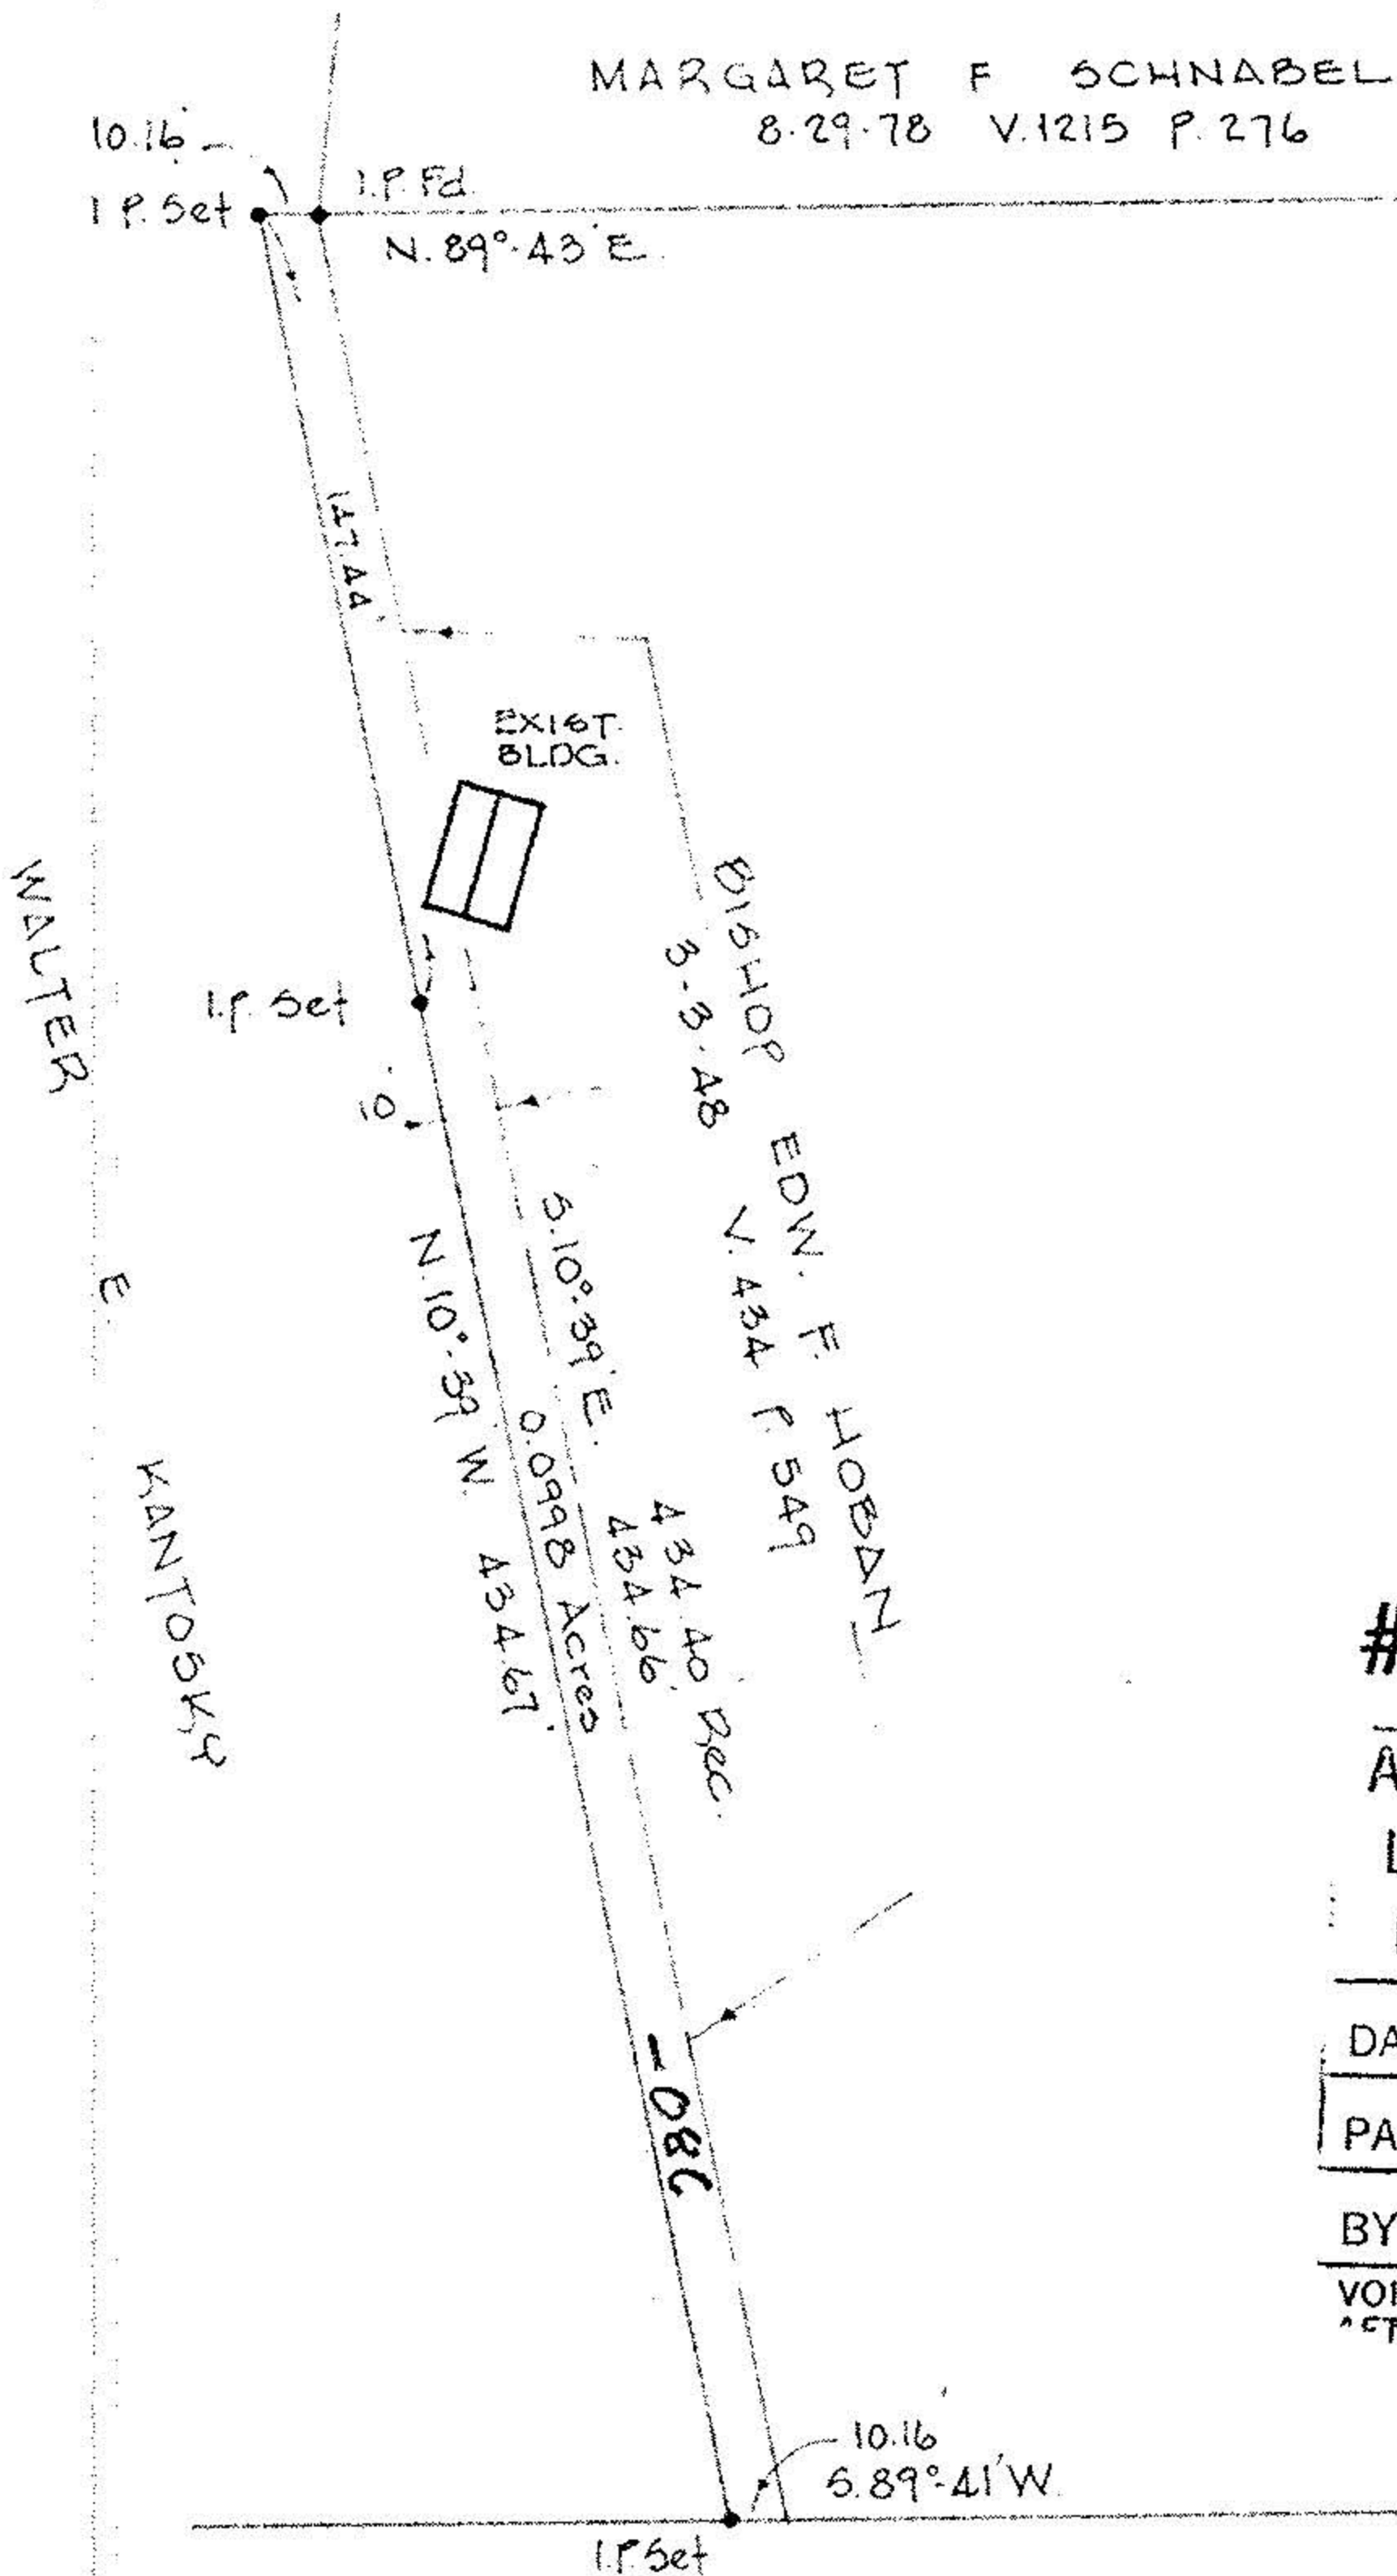 MARGARET F SCHNABEL
8·29·78 V.1215 P. 276
10.16'
I.P. Fd.
I P. Set
N. 89°·43' E.
147.44'
EXIST.
BLDG.
I.P. Set
10'
WALTER E. KANTOSKY
BISHOP EDW. F. HOBAN
3-3-48 V. 434 P. 549
S.10°·39' E. 434.40 Rec.
434.66'
0.0998 Acres
N.10°·39' W. 434.67'
-08C
10.16'
S.89°·41'W.
I.P. Set
#
A
L
DA
PA
BY
VOI